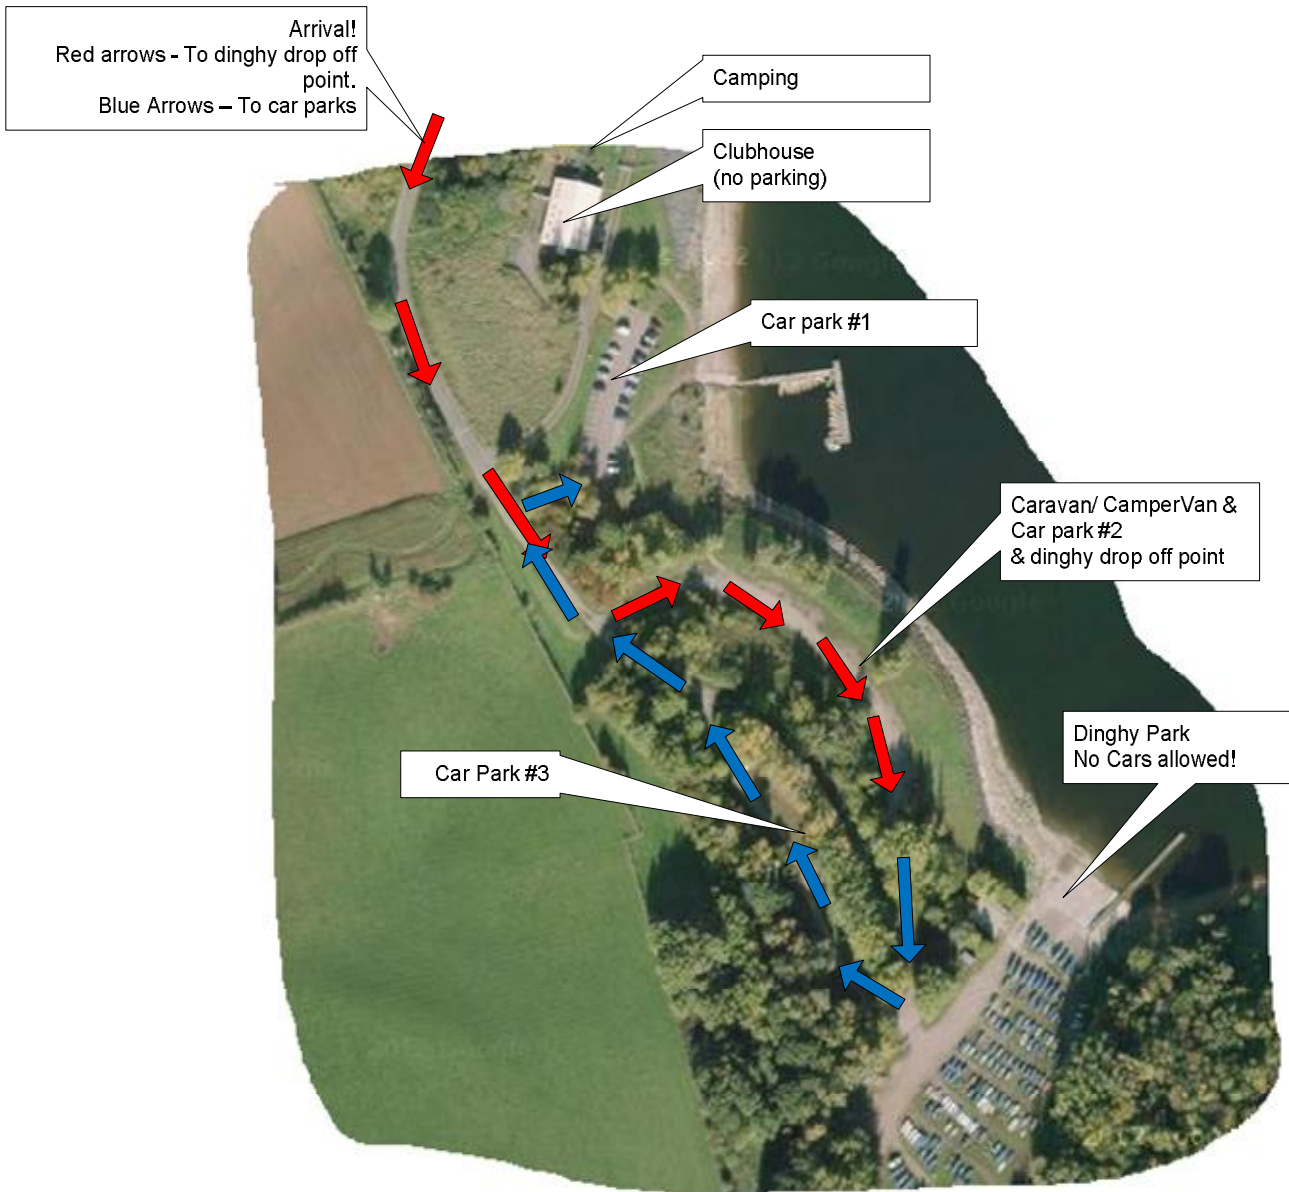 Arrival!
Red arrows - To dinghy drop off
point.
Blue Arrows – To car parks
Camping
Clubhouse
(no parking)
Car park #1
Caravan/ CamperVan &
Car park #2
& dinghy drop off point
Dinghy Park
No Cars allowed!
Car Park #3